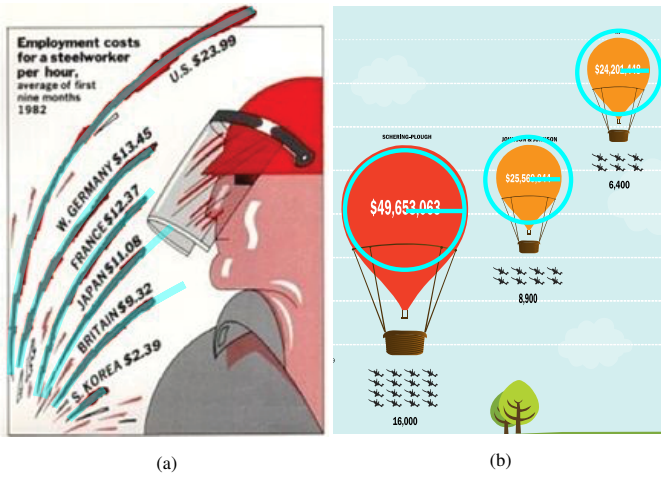 Employment costs
for a steelworker
per hour,
average of first
nine months
1982
U.S. $23.99
W. GERMANY $13.45
FRANCE $12.37
JAPAN $11.08
BRITAIN $9.32
S. KOREA $2.39
(a)
SCHERING-PLOUGH
$49,653,063
16,000
JOHNSON & JOHNSON
8,900
6,400
(b)